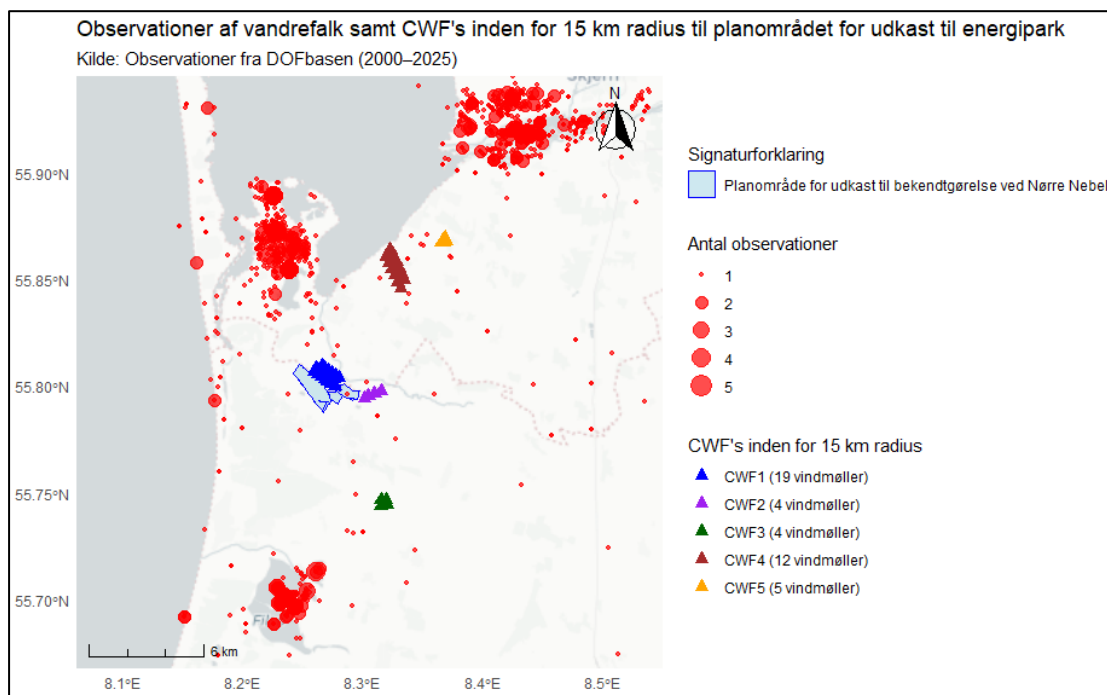 Observationer af vandrefalk samt CWF's inden for 15 km radius til planområdet for udkast til energipark
Kilde: Observationer fra DOFbasen (2000–2025)
Skjern
N
55.90°N
55.85°N
55.80°N
55.75°N
55.70°N
6 km
8.1°E
8.2°E
8.3°E
8.4°E
8.5°E
Signaturforklaring
Planområde for udkast til bekendtgørelse ved Nørre Nebel
Antal observationer
1
2
3
4
5
CWF's inden for 15 km radius
CWF1 (19 vindmøller)
CWF2 (4 vindmøller)
CWF3 (4 vindmøller)
CWF4 (12 vindmøller)
CWF5 (5 vindmøller)